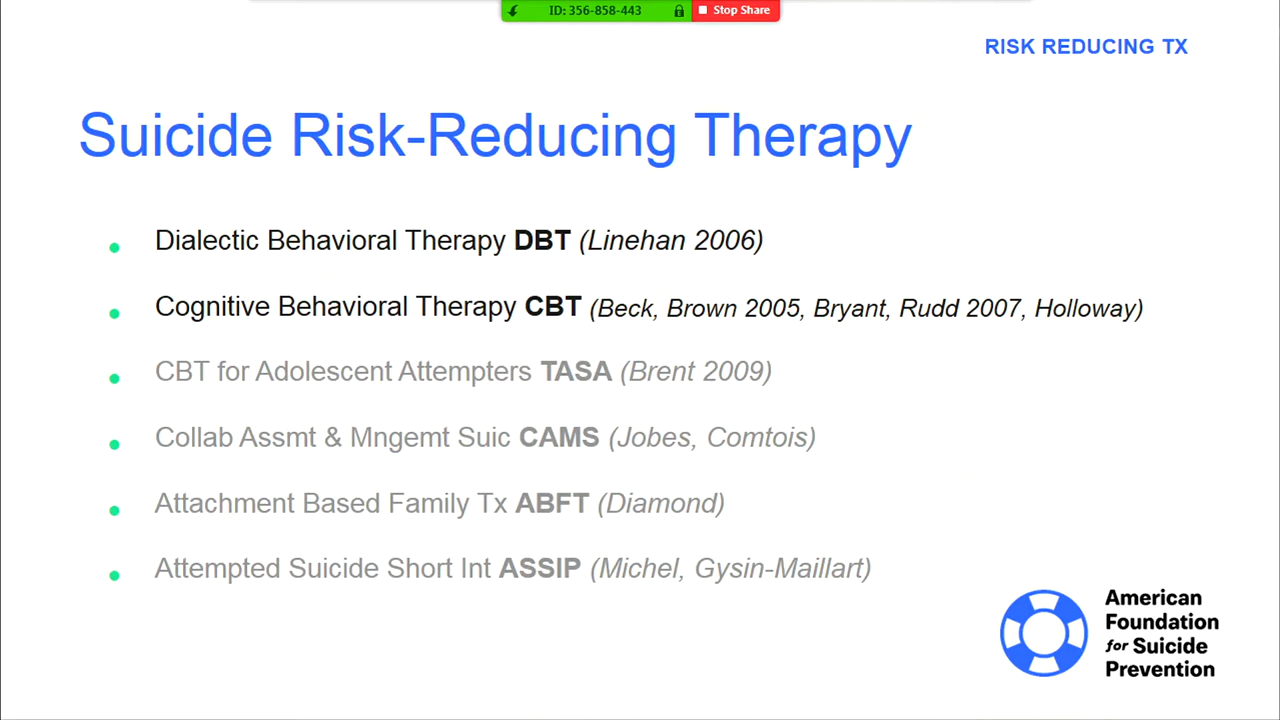 ID: 356-858-443 Stop Share
RISK REDUCING TX
Suicide Risk-Reducing Therapy
Dialectic Behavioral Therapy DBT (Linehan 2006)
Cognitive Behavioral Therapy CBT (Beck, Brown 2005, Bryant, Rudd 2007, Holloway)
CBT for Adolescent Attempters TASA (Brent 2009)
Collab Assmt & Mngemt Suic CAMS (Jobes, Comtois)
Attachment Based Family Tx ABFT (Diamond)
Attempted Suicide Short Int ASSIP (Michel, Gysin-Maillart)
American
Foundation
for Suicide
Prevention